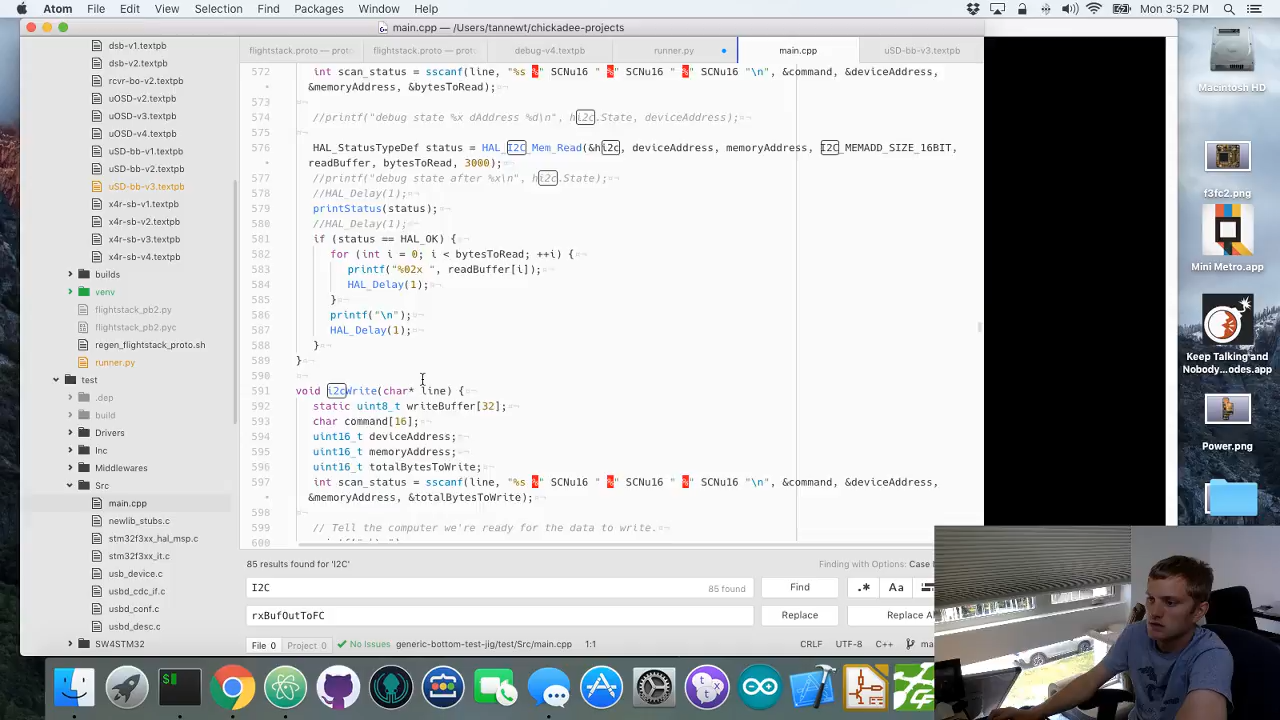 Atom File Edit View Selection Find Packages Window Help
Mon 3:52 PM
main.cpp — /Users/tannewt/chickadee-projects
flightstack.proto — protc
flightstack.proto — protc
debug-v4.textpb
runner.py
main.cpp
uSD-bb-v3.textpb
dsb-v1.textpb
dsb-v2.textpb
rcvr-bo-v2.textpb
uOSD-v2.textpb
uOSD-v3.textpb
uOSD-v4.textpb
uSD-bb-v1.textpb
uSD-bb-v2.textpb
uSD-bb-v3.textpb
x4r-sb-v1.textpb
x4r-sb-v2.textpb
x4r-sb-v3.textpb
x4r-sb-v4.textpb
builds
venv
flightstack_pb2.py
flightstack_pb2.pyc
regen_flightstack_proto.sh
runner.py
test
.dep
build
Drivers
Inc
Middlewares
Src
main.cpp
newlib_stubs.c
stm32f3xx_hal_msp.c
stm32f3xx_it.c
usb_device.c
usbd_cdc_if.c
usbd_conf.c
usbd_desc.c
SW4STM32
572 int scan_status = sscanf(line, "%s %" SCNu16 " %" SCNu16 " %" SCNu16 "\n", &command, &deviceAddress,
• &memoryAddress, &bytesToRead);
573
574 //printf("debug state %x dAddress %d\n", hi2c.State, deviceAddress);
575
576 HAL_StatusTypeDef status = HAL_I2C_Mem_Read(&hi2c, deviceAddress, memoryAddress, I2C_MEMADD_SIZE_16BIT,
• readBuffer, bytesToRead, 3000);
577 //printf("debug state after %x\n", hi2c.State);
578 //HAL_Delay(1);
579 printStatus(status);
580 //HAL_Delay(1);
581 if (status == HAL_OK) {
582 for (int i = 0; i < bytesToRead; ++i) {
583 printf("%02x ", readBuffer[i]);
584 HAL_Delay(1);
585 }
586 printf("\n");
587 HAL_Delay(1);
588 }
589 }
590
591 void i2cWrite(char* line) {
592 static uint8_t writeBuffer[32];
593 char command[16];
594 uint16_t deviceAddress;
595 uint16_t memoryAddress;
596 uint16_t totalBytesToWrite;
597 int scan_status = sscanf(line, "%s %" SCNu16 " %" SCNu16 " %" SCNu16 "\n", &command, &deviceAddress,
• &memoryAddress, &totalBytesToWrite);
598
599 // Tell the computer we're ready for the data to write.
600
85 results found for 'I2C'
Finding with Options: Case
I2C
85 found
Find
.*
Aa
rxBufOutToFC
Replace
Replace Al
File 0 Project 0 No Issues generic-bottom-test-jig/test/Src/main.cpp 1:1
CRLF UTF-8 C++
Macintosh HD
f3fc2.png
Mini Metro.app
Keep Talking and
Nobody...odes.app
Power.png